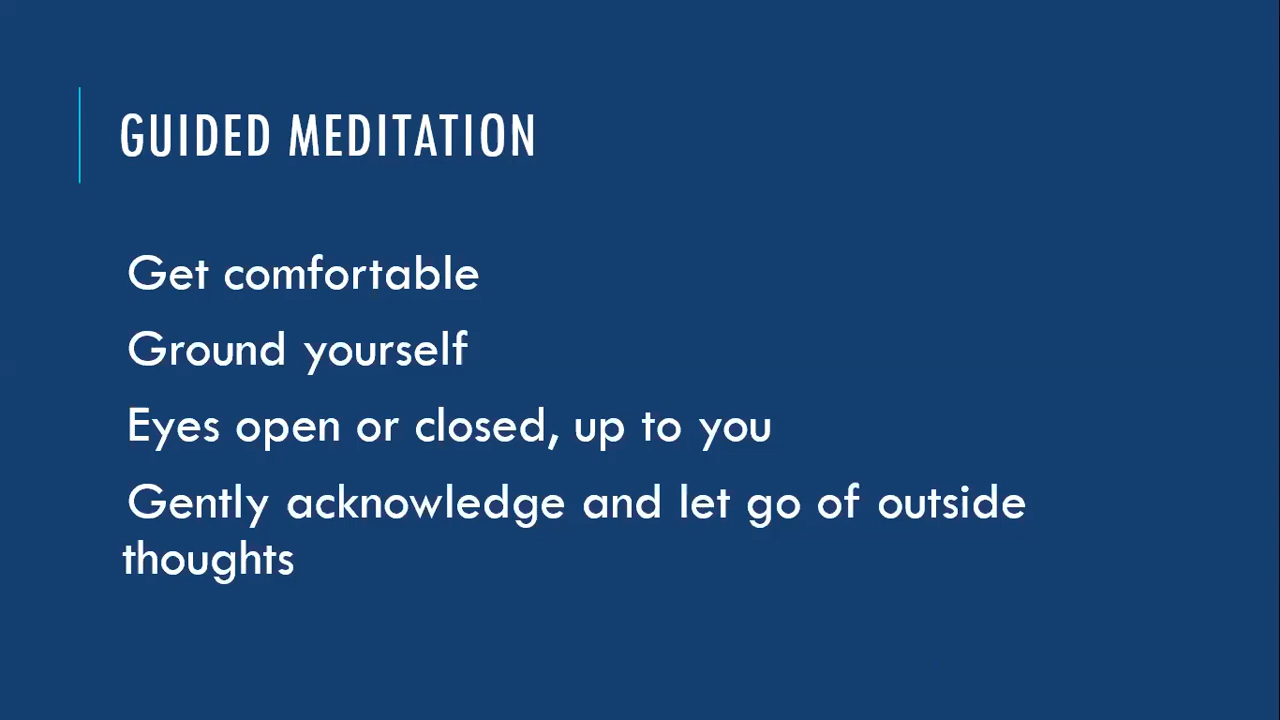 GUIDED MEDITATION
Get comfortable
Ground yourself
Eyes open or closed, up to you
Gently acknowledge and let go of outside
thoughts